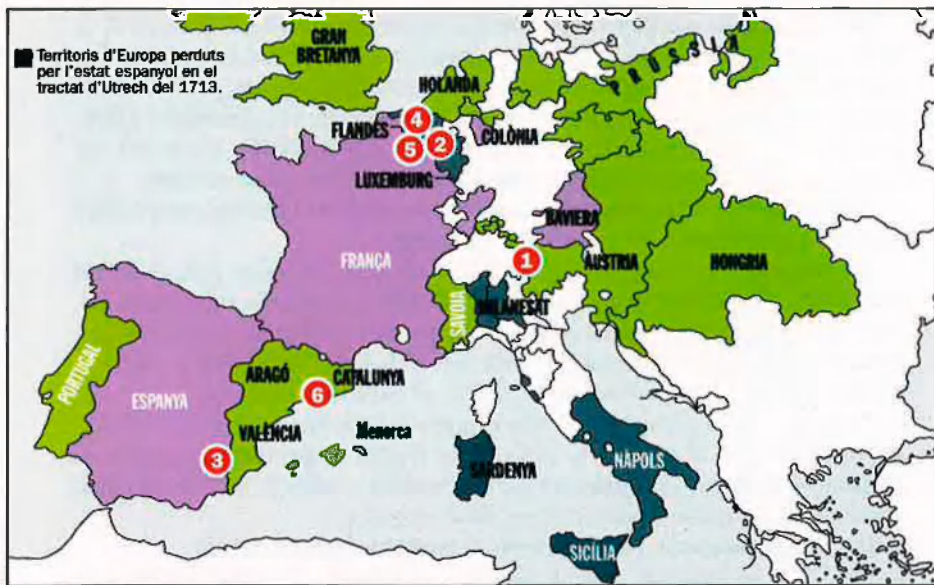 Territoris d'Europa perduts
per l'estat espanyol en el
tractat d'Utrech del 1713.
GRAN
BRETANYA
PRÚSSIA
HOLANDA
4
FLANDES
5
2
COLÒNIA
LUXEMBURG
BAVIERA
FRANÇA
1
ÀUSTRIA
HONGRIA
SAVOIA
MILANESAT
PORTUGAL
ARAGÓ
CATALUNYA
6
ESPANYA
VALÈNCIA
Menorca
3
SARDENYA
NÀPOLS
SICÍLIA